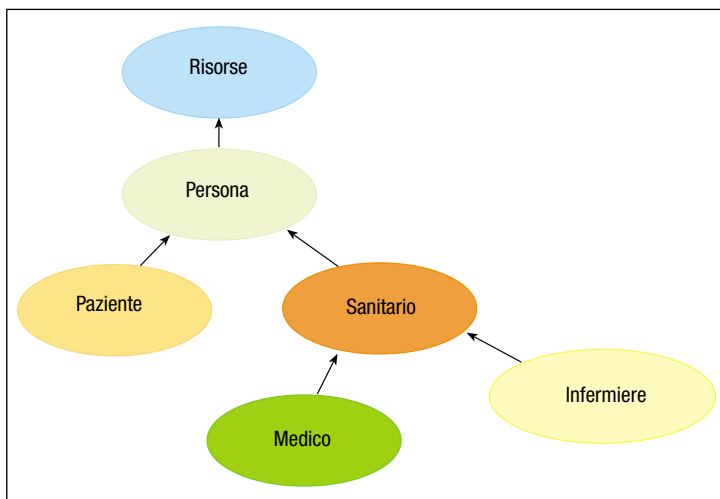 Risorse
Persona
Paziente
Sanitario
Infermiere
Medico